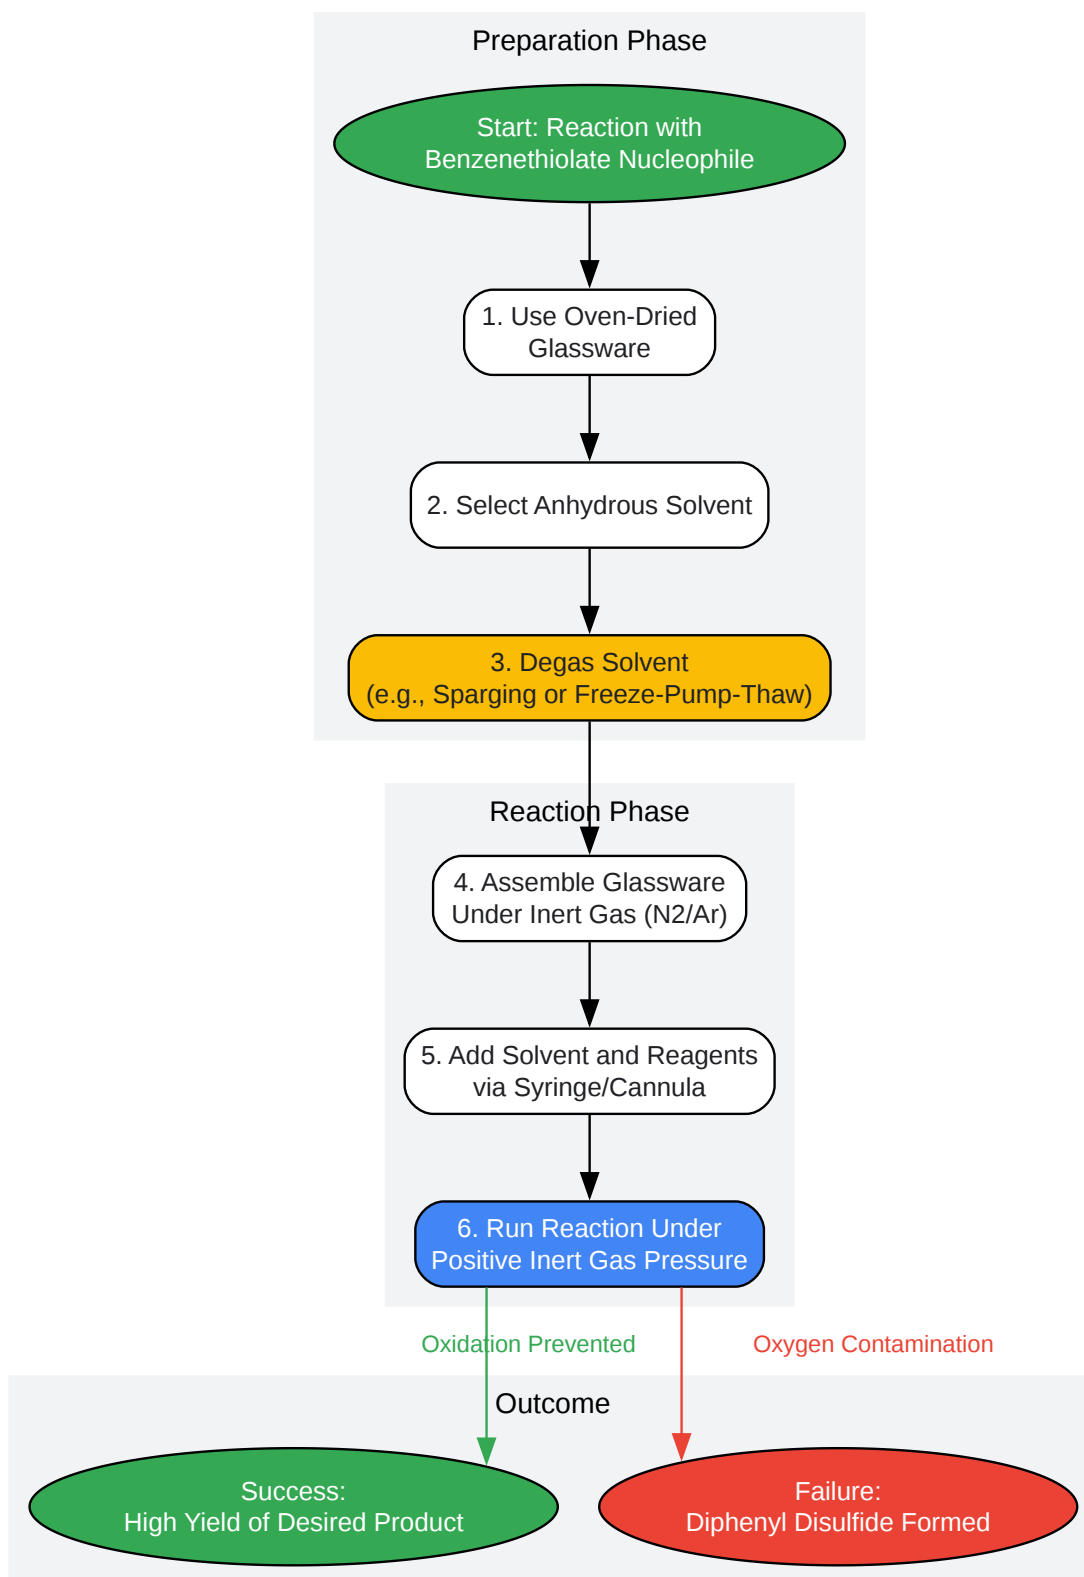 Preparation Phase
Start: Reaction with
Benzenethiolate Nucleophile
1. Use Oven-Dried
Glassware
2. Select Anhydrous Solvent
3. Degas Solvent
(e.g., Sparging or Freeze-Pump-Thaw)
Reaction Phase
4. Assemble Glassware
Under Inert Gas (N2/Ar)
5. Add Solvent and Reagents
via Syringe/Cannula
6. Run Reaction Under
Positive Inert Gas Pressure
Oxidation Prevented
Oxygen Contamination
Outcome
Success:
High Yield of Desired Product
Failure:
Diphenyl Disulfide Formed